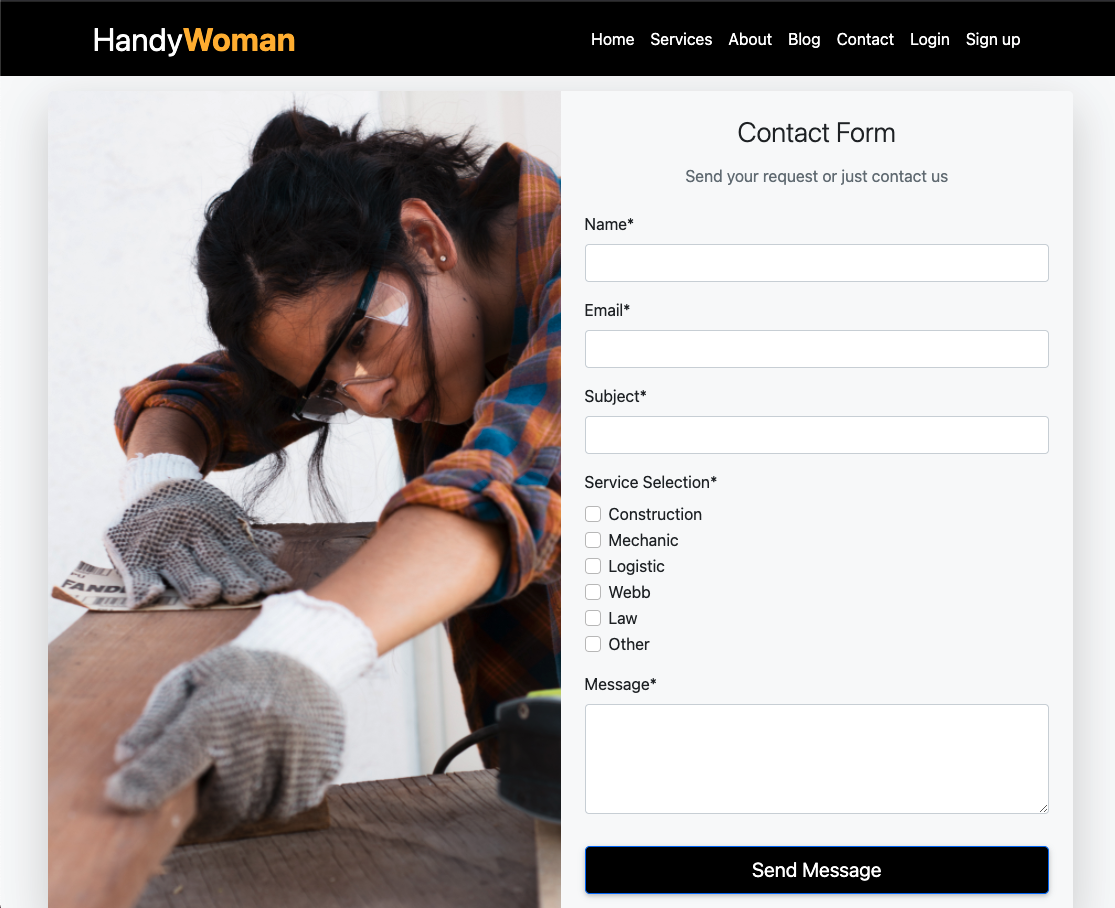 HandyWoman
Home Services About Blog Contact Login Sign up
Contact Form
Send your request or just contact us
Name*
Email*
Subject*
Service Selection*
Construction
Mechanic
Logistic
Webb
Law
Other
Message*
Send Message